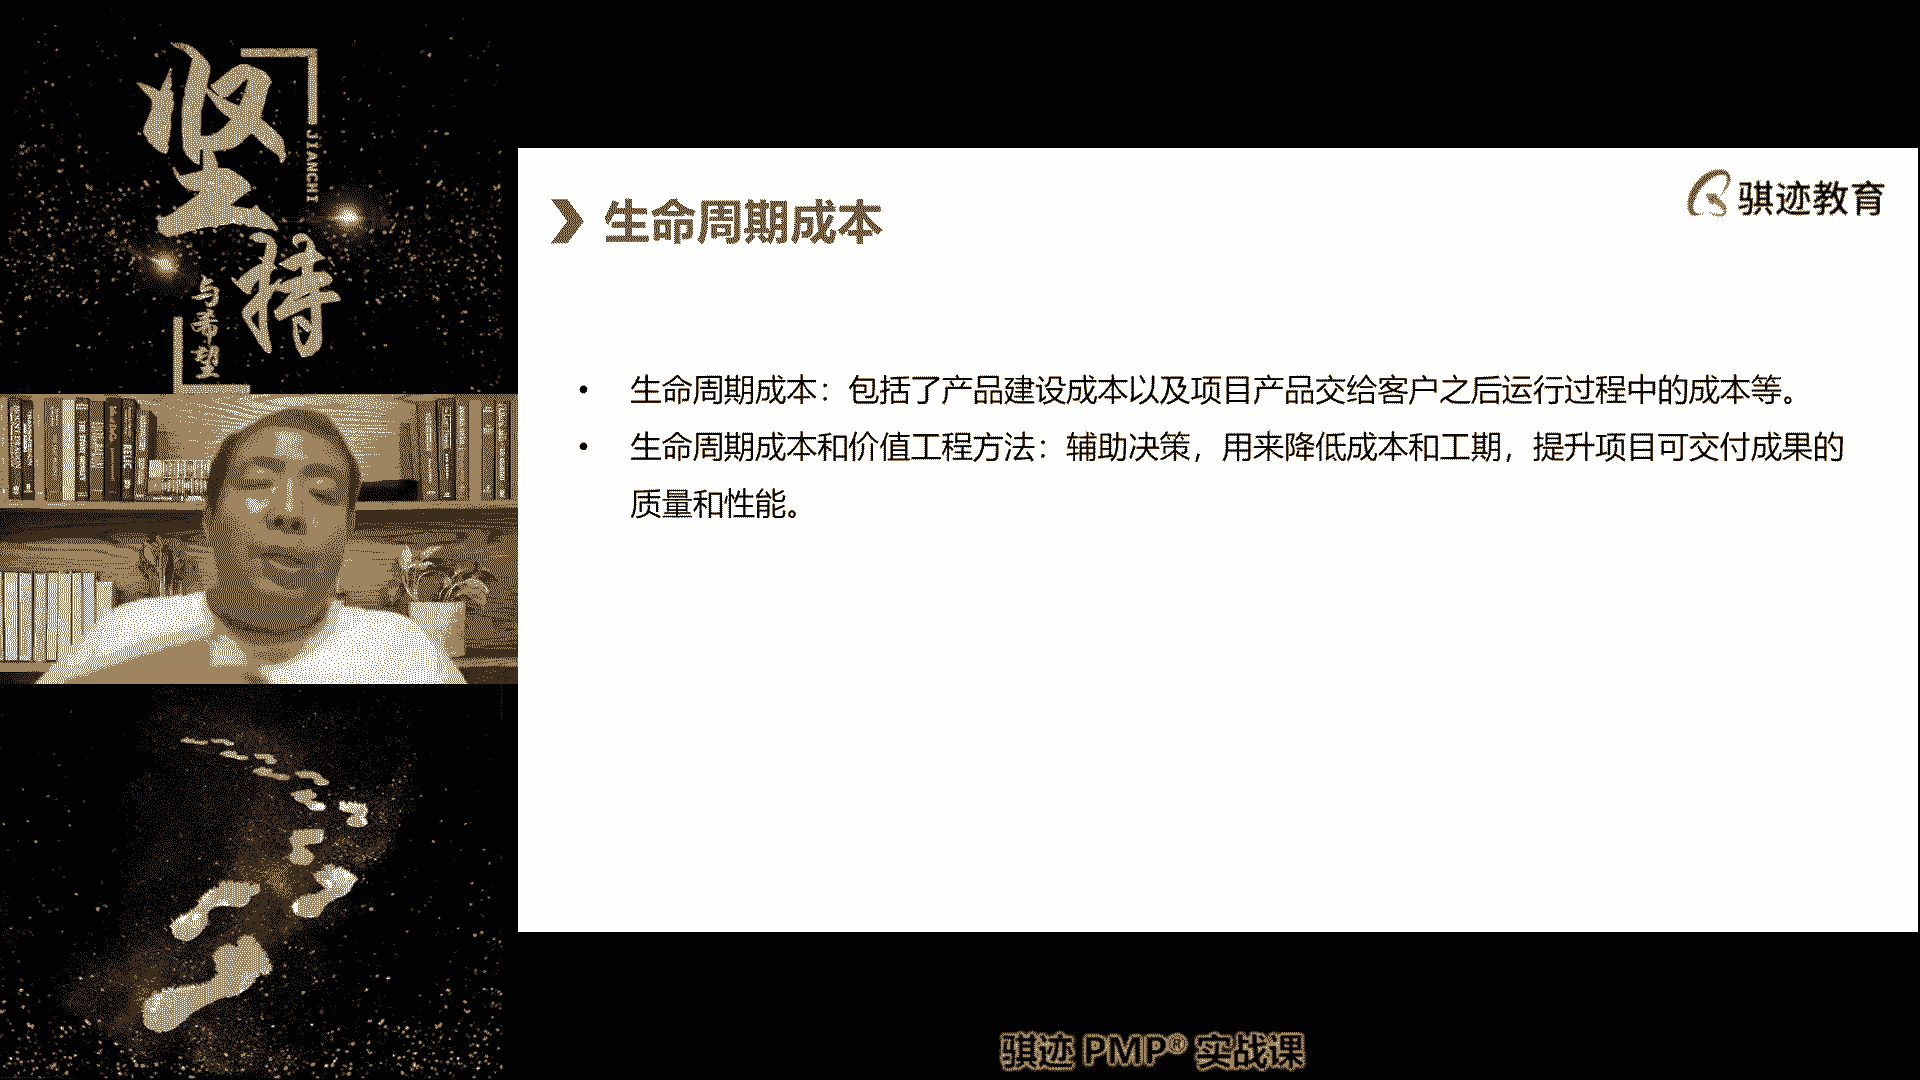 坚持
JIANCHI
与希望
骐迹教育
生命周期成本
• 生命周期成本：包括了产品建设成本以及项目产品交给客户之后运行过程中的成本等。
• 生命周期成本和价值工程方法：辅助决策，用来降低成本和工期，提升项目可交付成果的
质量和性能。
骐迹 PMP® 实战课